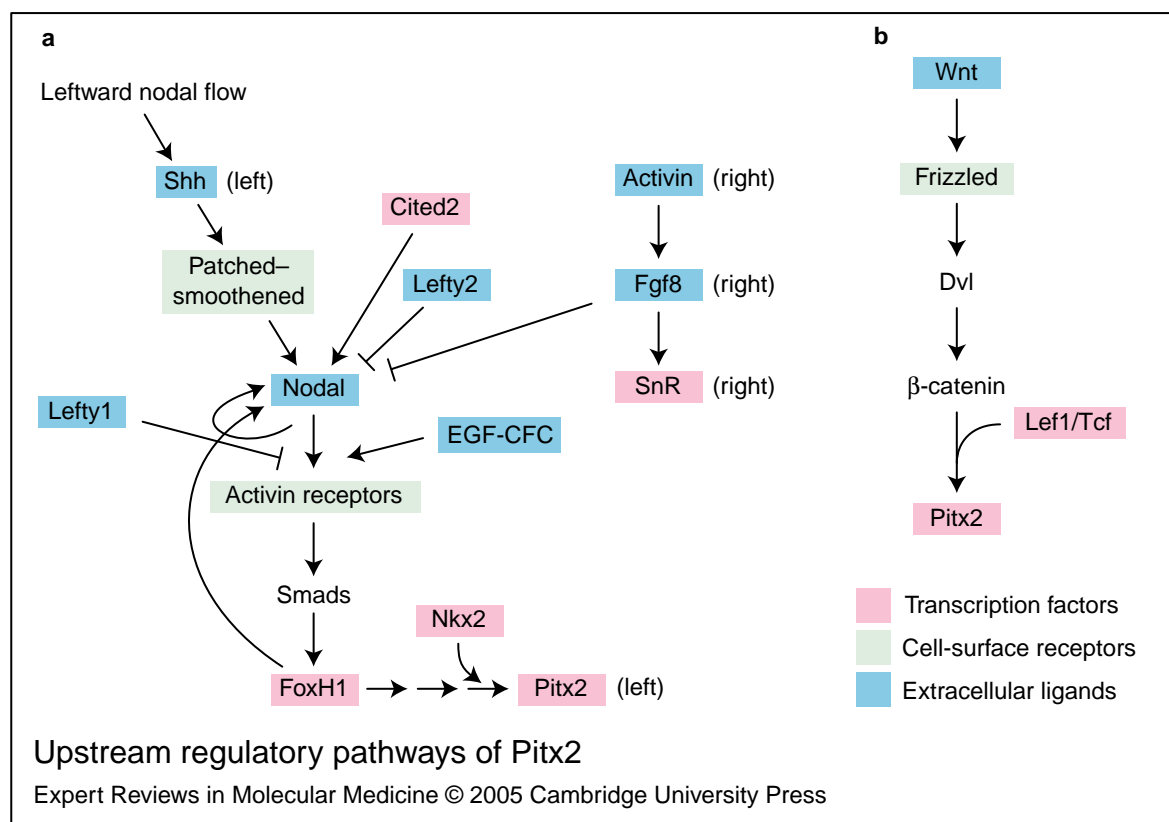 a
Leftward nodal flow
Shh (left)
Cited2
Activin (right)
Patched–
smoothened
Lefty2
Fgf8 (right)
Nodal
SnR (right)
Lefty1
EGF-CFC
Activin receptors
Smads
Nkx2
FoxH1
Pitx2 (left)
b
Wnt
Frizzled
Dvl
β-catenin
Lef1/Tcf
Pitx2
Transcription factors
Cell-surface receptors
Extracellular ligands
Upstream regulatory pathways of Pitx2
Expert Reviews in Molecular Medicine © 2005 Cambridge University Press